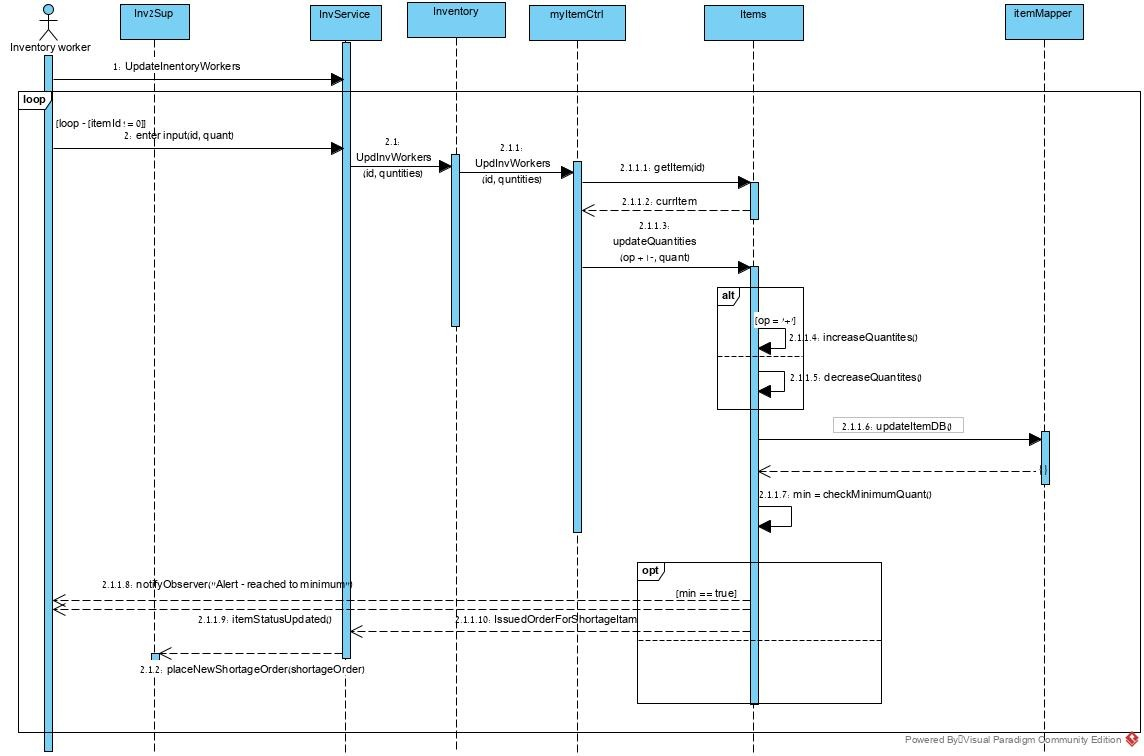 Inv2Sup
InvService
Inventory
myItemCtrl
Items
itemMapper
Inventory worker
1: UpdateInentoryWorkers
loop
[loop - [itemId != 0]]
2: enter input(id, quant)
2.1:
UpdInvWorkers
(id, quntities)
2.1.1:
UpdInvWorkers
(id, quntities)
2.1.1.1: getItem(id)
2.1.1.2: currItem
2.1.1.3:
updateQuantities
(op + | -, quant)
alt
[op = '+']
2.1.1.4: increaseQuantites()
2.1.1.5: decreaseQuantites()
2.1.1.6: updateItemDB()
2.1.1.7: min = checkMinimumQuant()
opt
2.1.1.8: notifyObserver("Alert - reached to minimum")
[min == true]
2.1.1.9: itemStatusUpdated()
2.1.1.10: IssuedOrderForShortageItam
2.1.2: placeNewShortageOrder(shortageOrder)
Powered By Visual Paradigm Community Edition